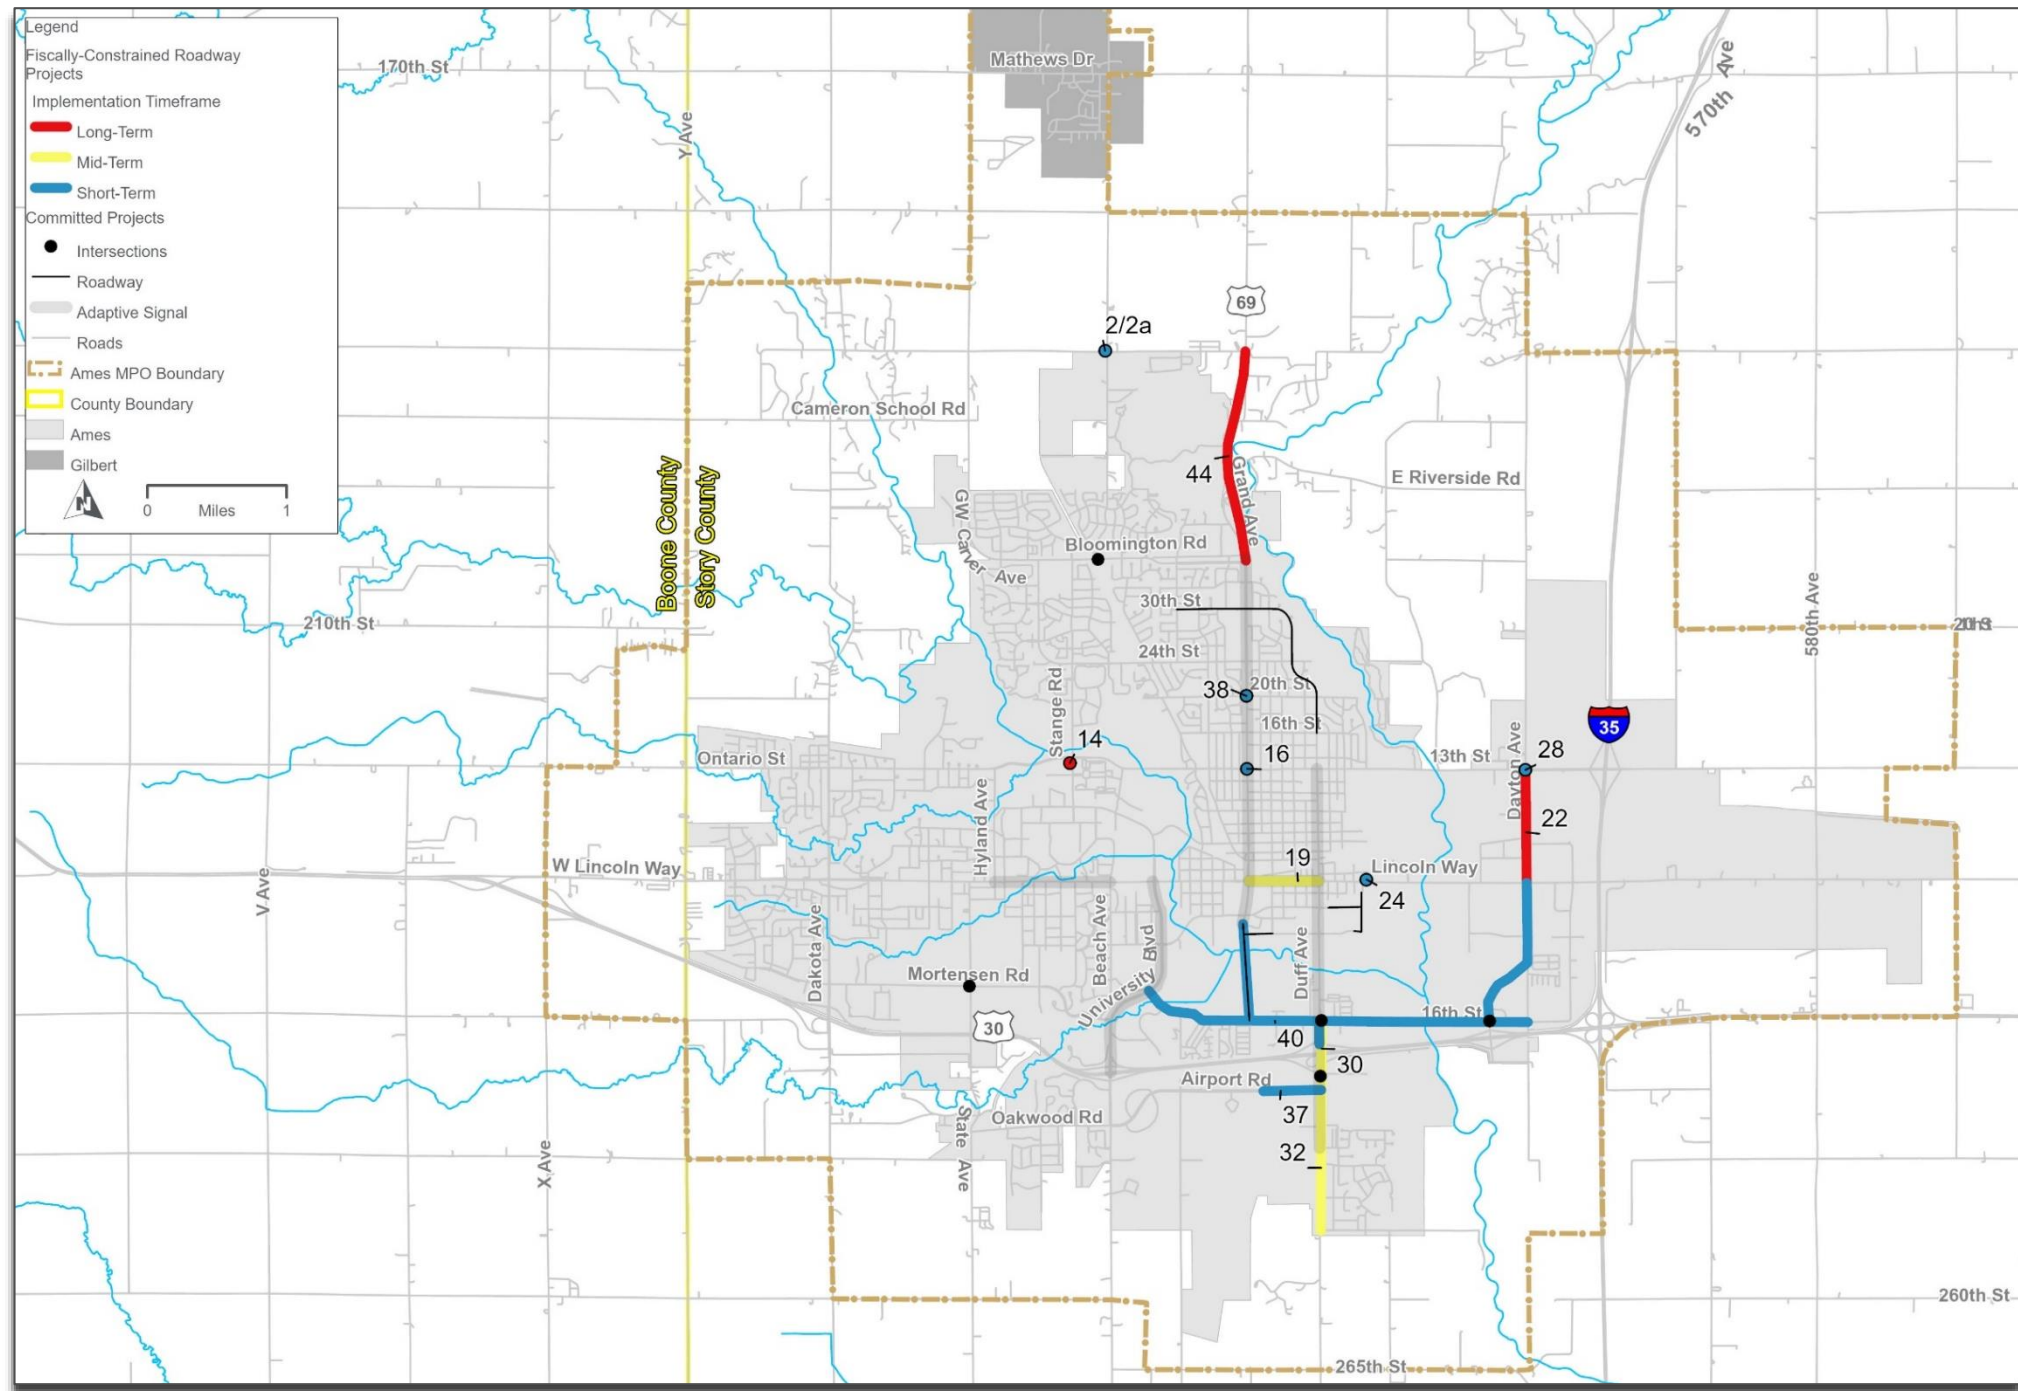 Legend
Fiscally-Constrained Roadway
Projects
Implementation Timeframe
Long-Term
Mid-Term
Short-Term
Committed Projects
Intersections
Roadway
Adaptive Signal
Roads
Ames MPO Boundary
County Boundary
Ames
Gilbert
N
0 Miles 1
170th St
Y Ave
Mathews Dr
570th Ave
69
2/2a
Cameron School Rd
44
Grand Ave
E Riverside Rd
Boone County
Story County
GW Carver Ave
Bloomington Rd
30th St
210th St
580th Ave
24th St
Stange Rd
38
20th St
16th St
14
16
Ontario St
13th St
Dayton Ave
28
35
22
Hyland Ave
W Lincoln Way
19
Lincoln Way
24
V Ave
Dakota Ave
Beach Ave
University Blvd
Duff Ave
Mortensen Rd
30
16th St
40
30
Airport Rd
37
Oakwood Rd
State Ave
X Ave
32
260th St
265th St